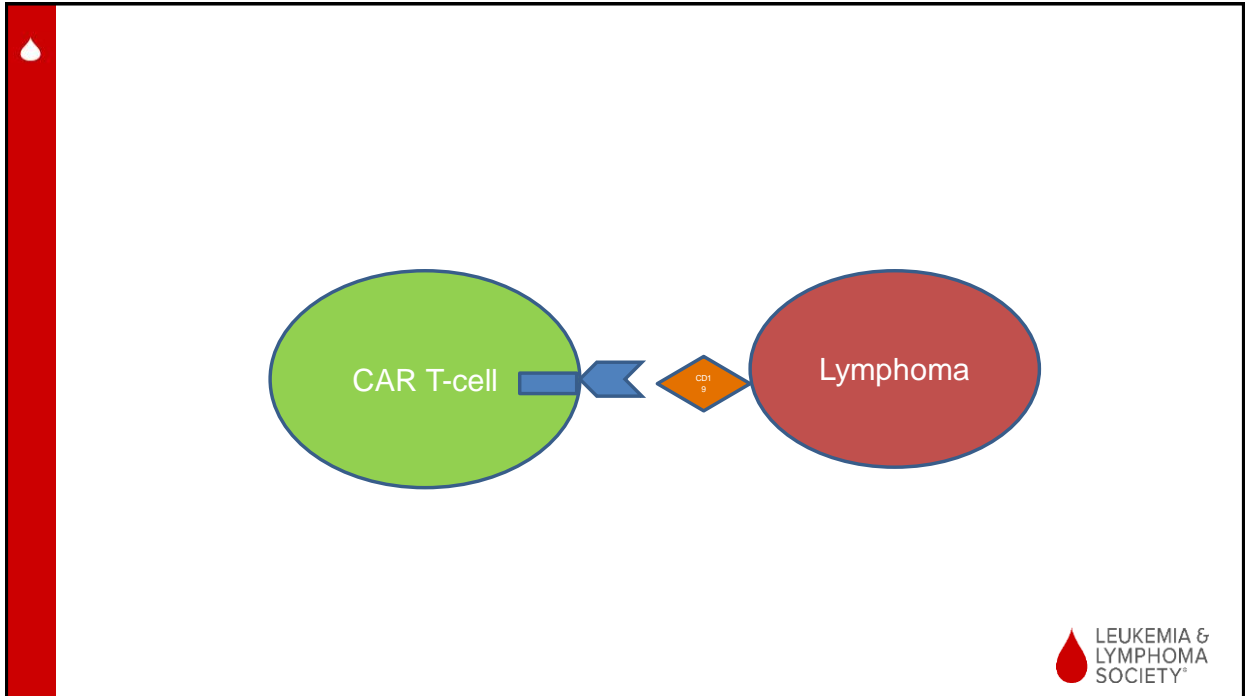 CAR T-cell
CD1
9
Lymphoma
LEUKEMIA &
LYMPHOMA
SOCIETY®